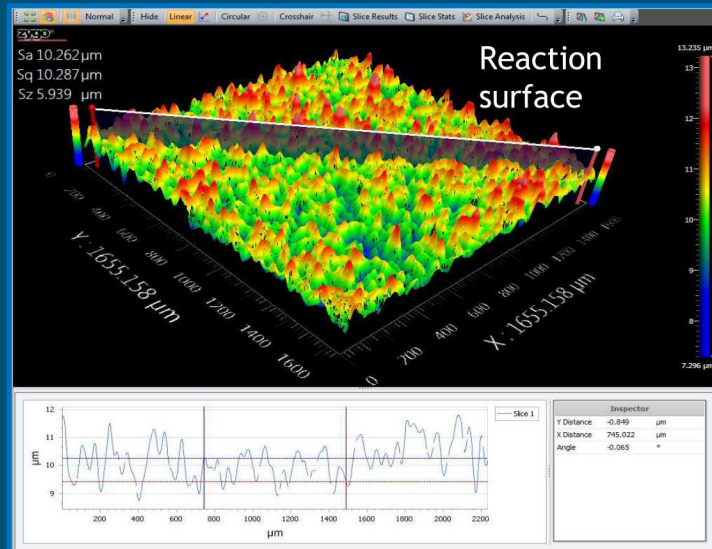 Normal Hide Linear Circular Crosshair Slice Results Slice Stats Slice Analysis
zygo
Sa 10.262 µm
Sq 10.287 µm
Sz 5.939 µm
Reaction
surface
13.235 µm
13
12
11
10
9
8
7.296 µm
0 200 400 600 800 1000 1200 1400 1600
Y : 1655.158 µm
0 200 400 600 800 1000 1200 1400
X : 1655.158 µm
Slice 1
12
11
10
9
µm
200 400 600 800 1000 1200 1400 1600 1800 2000 2200
µm
Inspector
Y Distance -0.849 µm
X Distance 745.022 µm
Angle -0.065 °